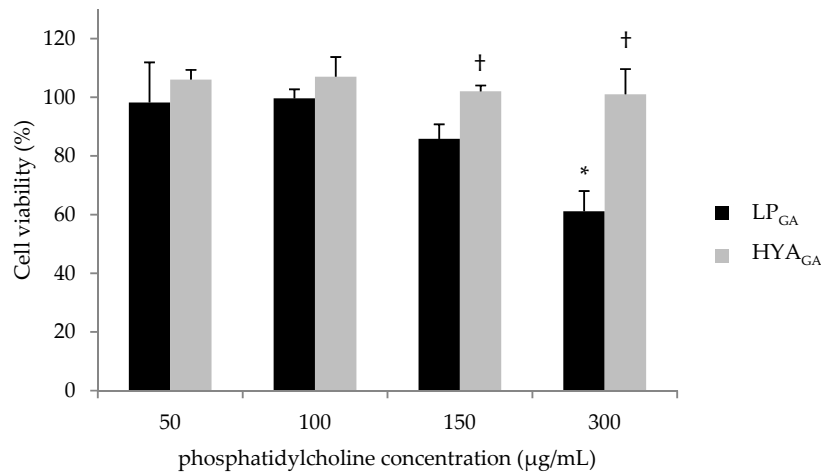 120
†
†
100
80
*
60
40
20
0
Cell viability (%)
50 100 150 300
phosphatidylcholine concentration (µg/mL)
LPGA
HYAGA